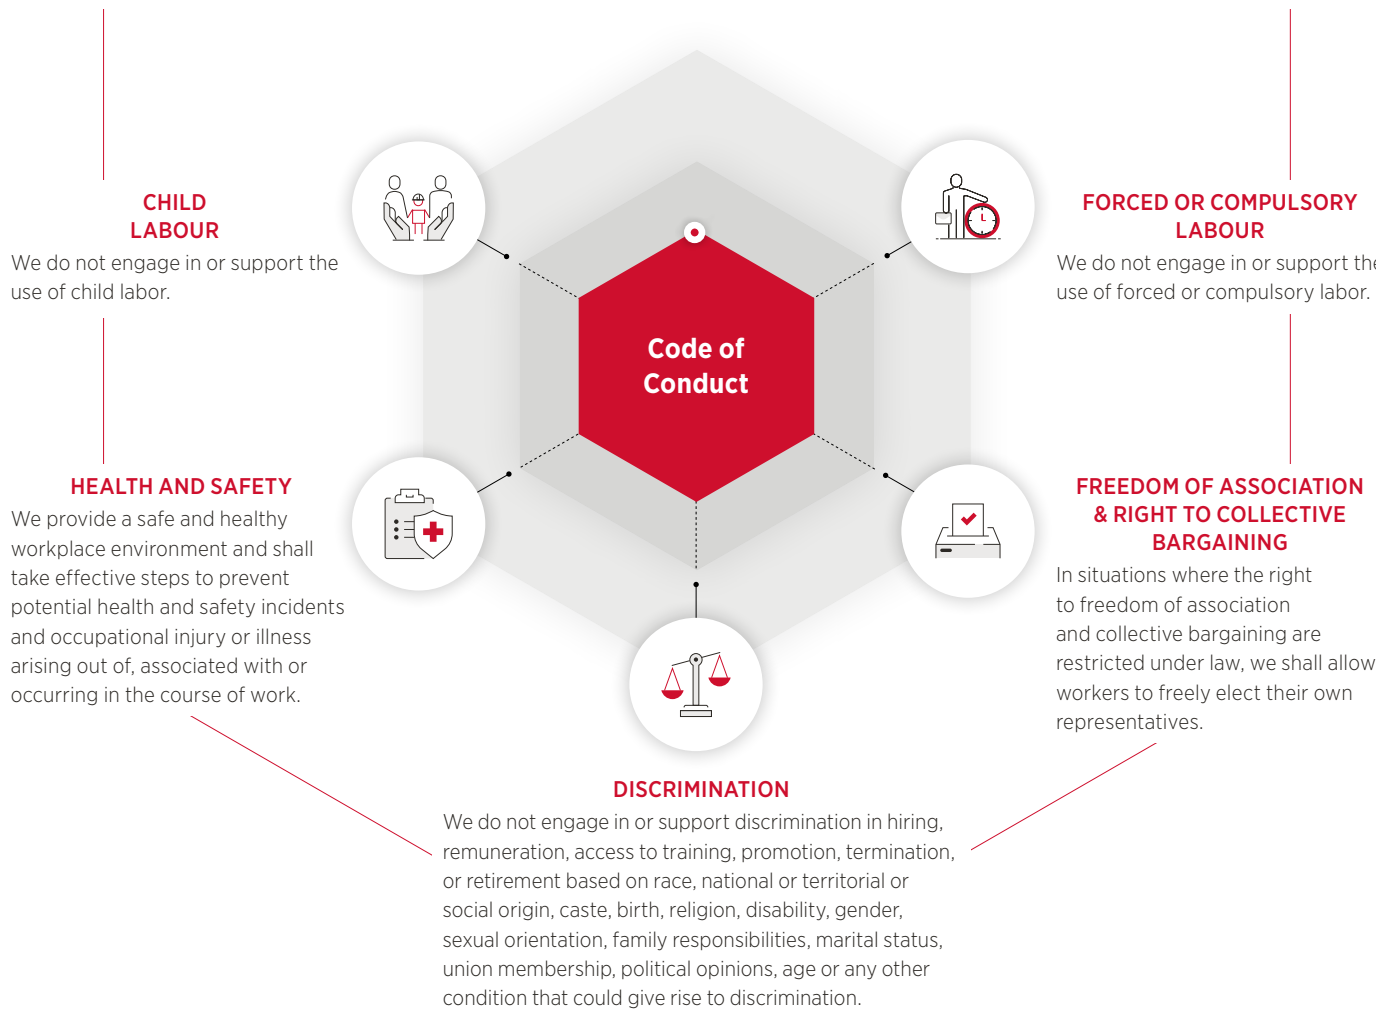 CHILD
LABOUR
We do not engage in or support the
use of child labor.
FORCED OR COMPULSORY
LABOUR
We do not engage in or support the
use of forced or compulsory labor.
Code of
Conduct
HEALTH AND SAFETY
We provide a safe and healthy
workplace environment and shall
take effective steps to prevent
potential health and safety incidents
and occupational injury or illness
arising out of, associated with or
occurring in the course of work.
FREEDOM OF ASSOCIATION
& RIGHT TO COLLECTIVE
BARGAINING
In situations where the right
to freedom of association
and collective bargaining are
restricted under law, we shall allow
workers to freely elect their own
representatives.
DISCRIMINATION
We do not engage in or support discrimination in hiring,
remuneration, access to training, promotion, termination,
or retirement based on race, national or territorial or
social origin, caste, birth, religion, disability, gender,
sexual orientation, family responsibilities, marital status,
union membership, political opinions, age or any other
condition that could give rise to discrimination.